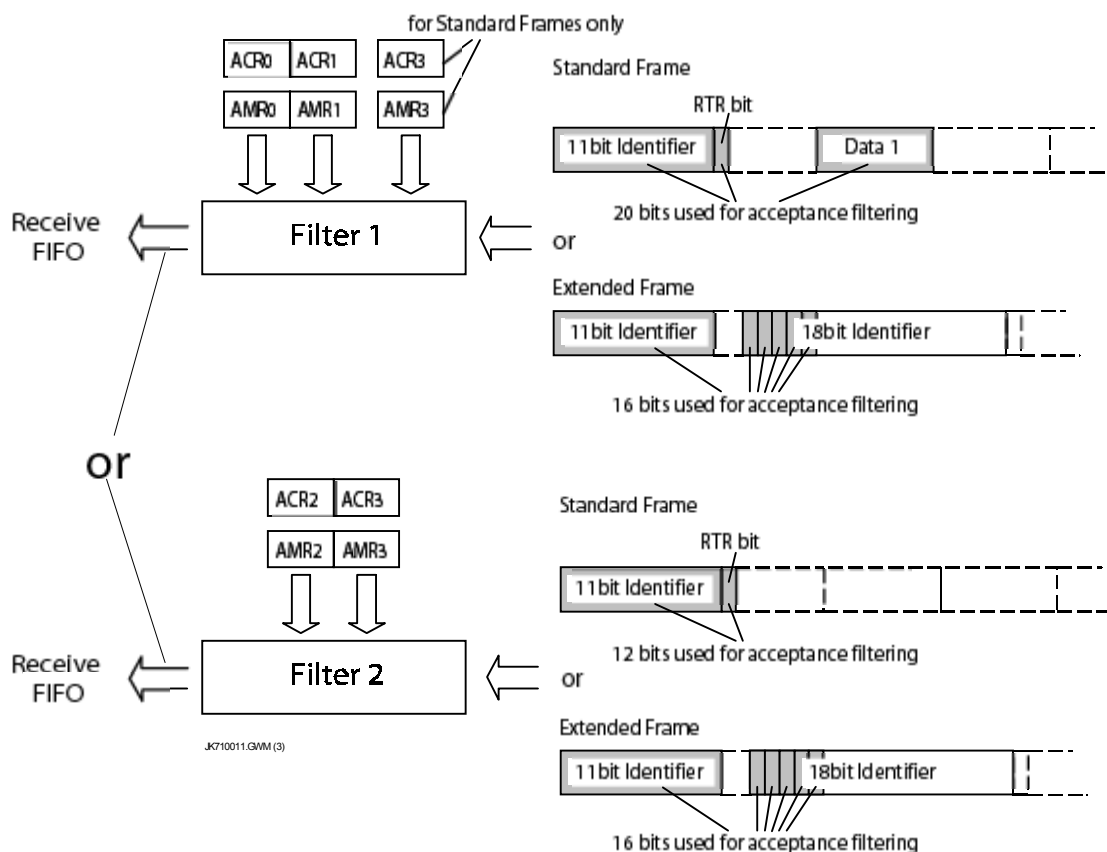 for Standard Frames only
ACR0 ACR1 ACR3
AMR0 AMR1 AMR3
Standard Frame
RTR bit
11bit Identifier
Data 1
20 bits used for acceptance filtering
Receive
FIFO
Filter 1
or
Extended Frame
11bit Identifier
18bit Identifier
16 bits used for acceptance filtering
or
ACR2 ACR3
AMR2 AMR3
Standard Frame
RTR bit
11bit Identifier
12 bits used for acceptance filtering
Receive
FIFO
Filter 2
or
JK710011.GWM (3)
Extended Frame
11bit Identifier
18bit Identifier
16 bits used for acceptance filtering